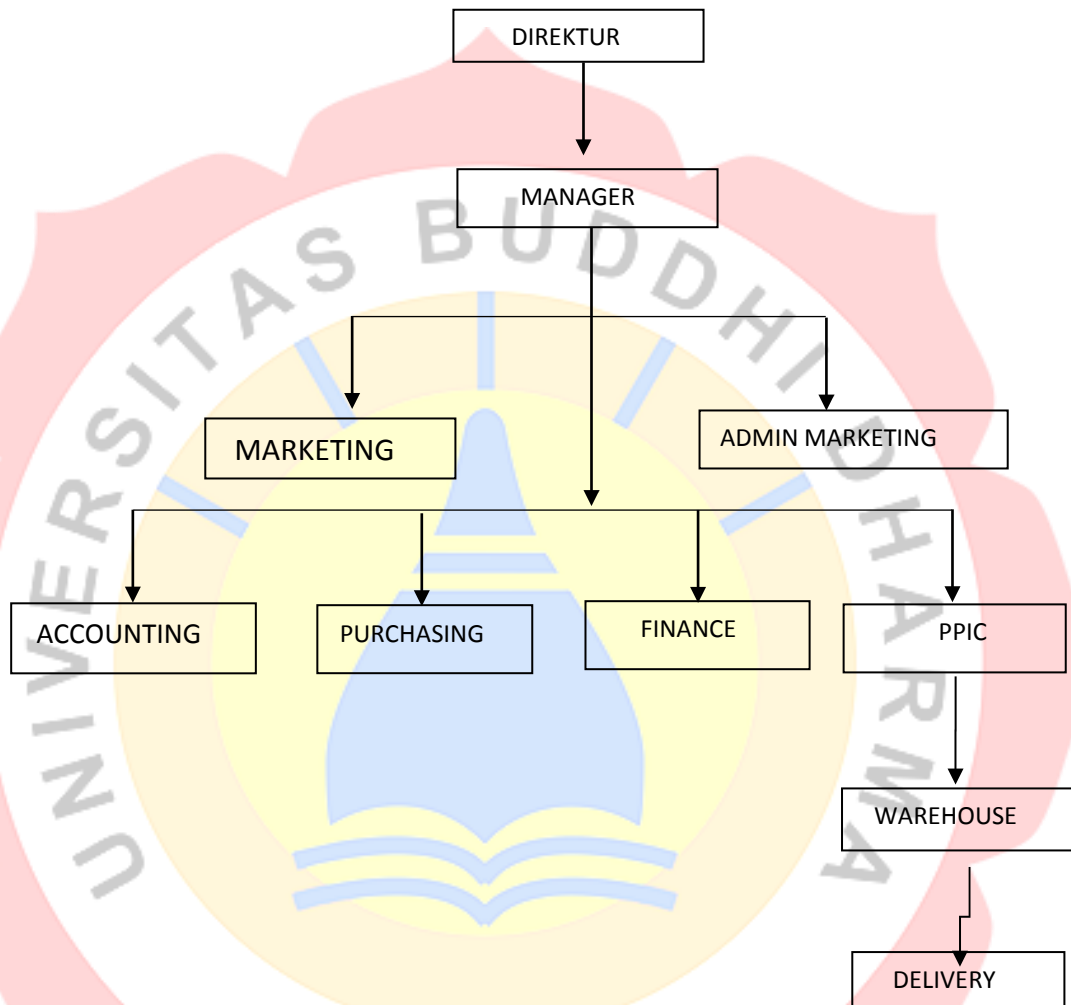 DIREKTUR
MANAGER
UNIVERSITAS BUDDHI DHARMA
MARKETING
ADMIN MARKETING
ACCOUNTING
PURCHASING
FINANCE
PPIC
WAREHOUSE
DELIVERY